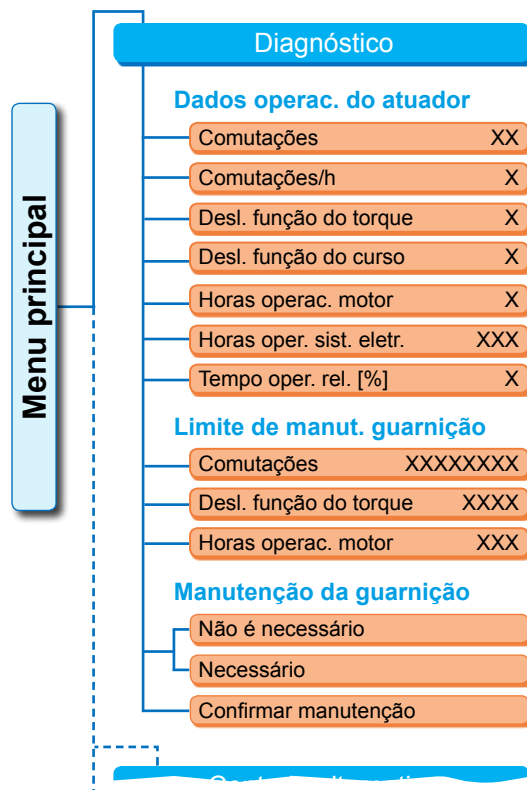 Menu principal
Diagnóstico
Dados operac. do atuador
Comutações XX
Comutações/h X
Desl. função do torque X
Desl. função do curso X
Horas operac. motor X
Horas oper. sist. eletr. XXX
Tempo oper. rel. [%] X
Limite de manut. guarnição
Comutações XXXXXXXX
Desl. função do torque XXXX
Horas operac. motor XXX
Manutenção da guarnição
Não é necessário
Necessário
Confirmar manutenção